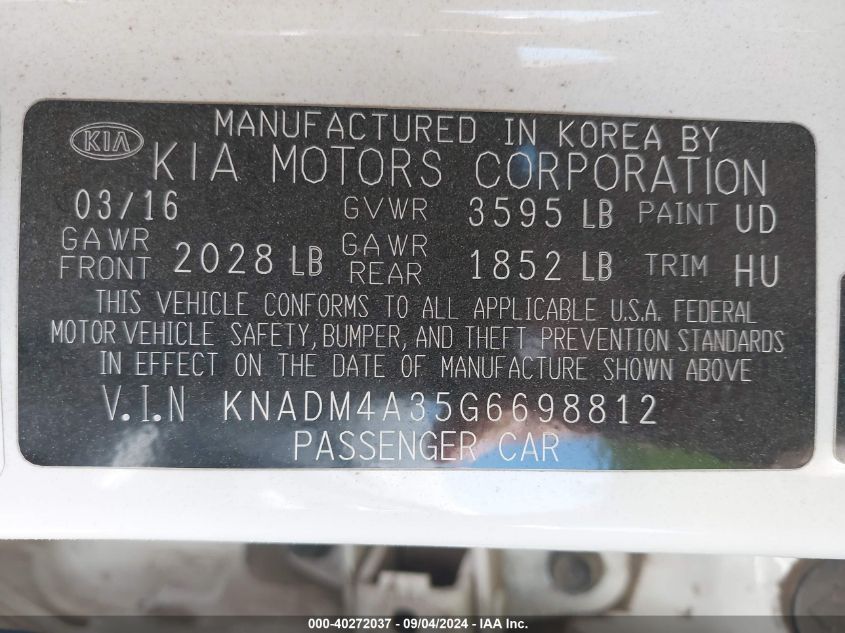 MANUFACTURED IN KOREA BY
KIA KIA MOTORS CORPORATION
03/16 GVWR 3595 LB PAINT UD
GAWR FRONT 2028 LB GAWR REAR 1852 LB TRIM HU
THIS VEHICLE CONFORMS TO ALL APPLICABLE U.S.A. FEDERAL
MOTOR VEHICLE SAFETY, BUMPER, AND THEFT PREVENTION STANDARDS
IN EFFECT ON THE DATE OF MANUFACTURE SHOWN ABOVE
V.I.N KNADM4A35G6698812
PASSENGER CAR
000-40272037 - 09/04/2024 - IAA Inc.